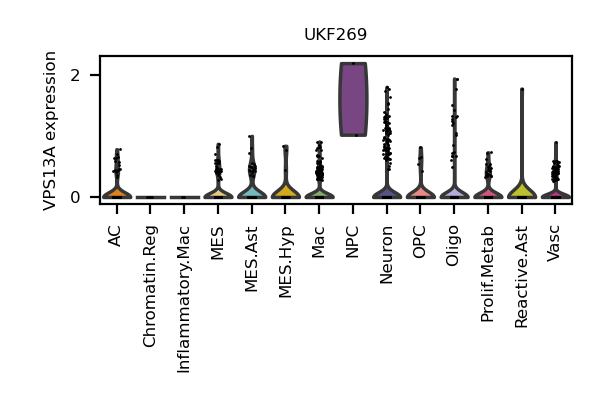 UKF269
VPS13A expression
2
0
AC
Chromatin.Reg
Inflammatory.Mac
MES
MES.Ast
MES.Hyp
Mac
NPC
Neuron
OPC
Oligo
Prolif.Metab
Reactive.Ast
Vasc